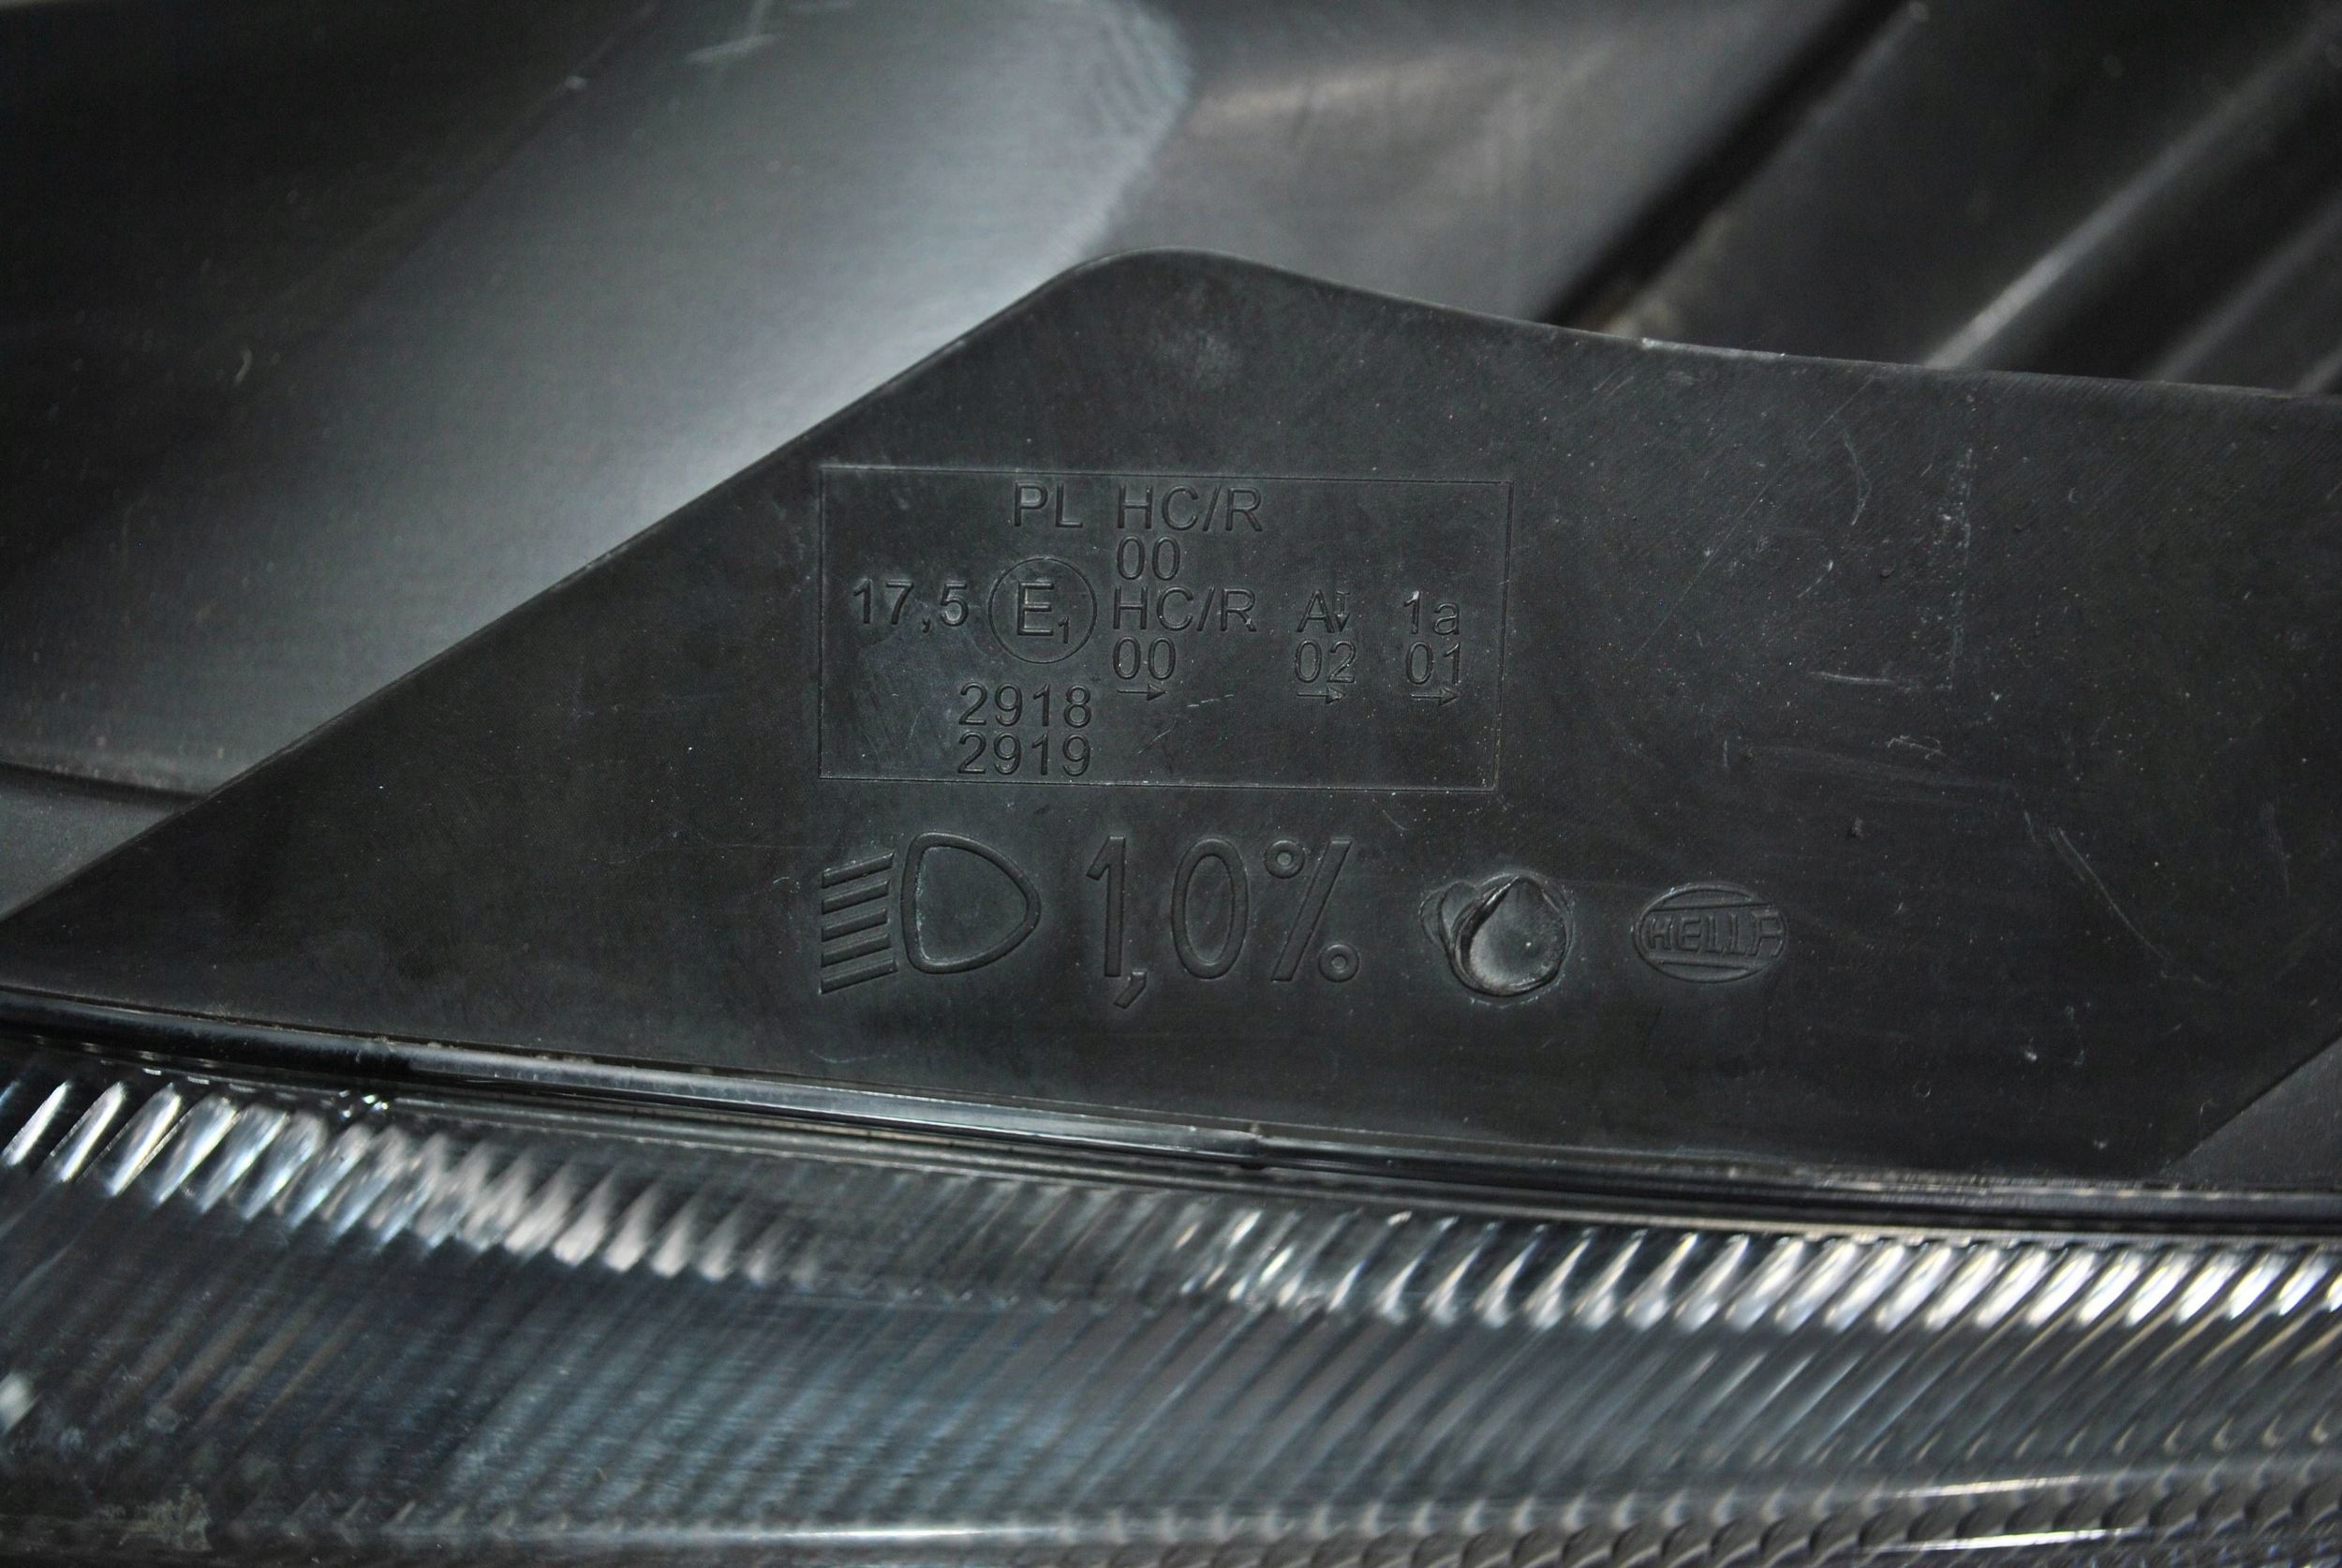 PL HC/R
00
17,5 E1 HC/R A 1a
00 02 01
2918
2919
1,0%
HELLA